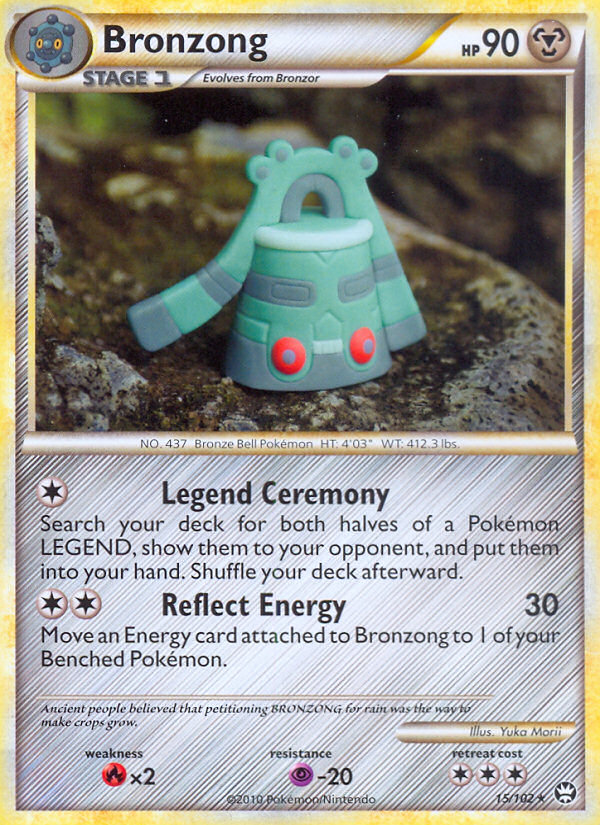 Bronzong
HP 90
STAGE 1
Evolves from Bronzor
NO. 437 Bronze Bell Pokémon HT: 4'03" WT: 412.3 lbs.
Legend Ceremony
Search your deck for both halves of a Pokémon
LEGEND, show them to your opponent, and put them
into your hand. Shuffle your deck afterward.
Reflect Energy 30
Move an Energy card attached to Bronzong to 1 of your
Benched Pokémon.
Ancient people believed that petitioning BRONZONG for rain was the way to
make crops grow.
Illus. Yuka Morii
weakness resistance retreat cost
×2 -20
©2010 Pokémon/Nintendo 15/102 ★